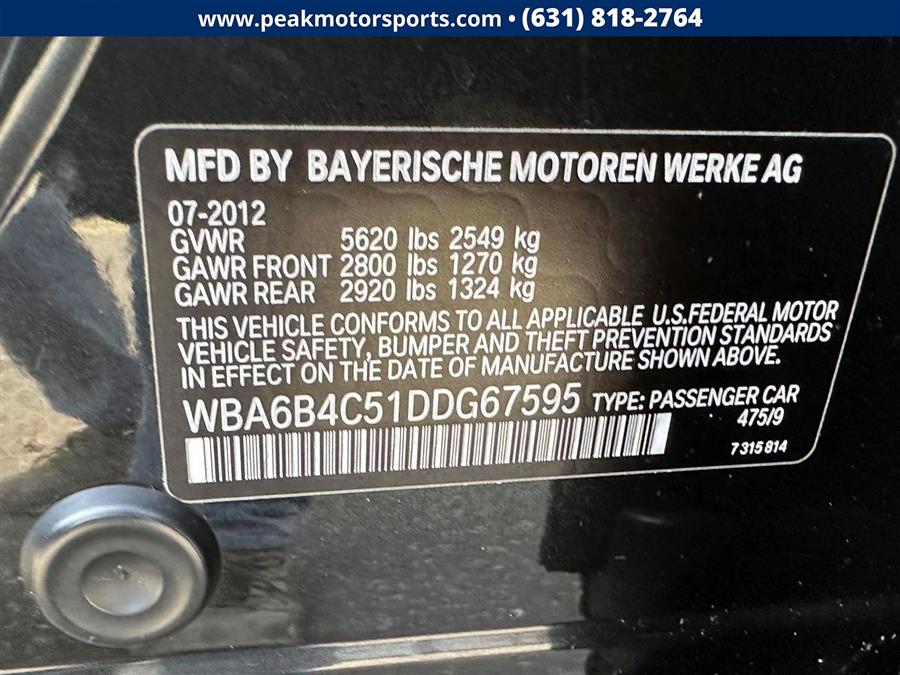 www.peakmotorsports.com • (631) 818-2764
MFD BY BAYERISCHE MOTOREN WERKE AG
07-2012
GVWR 5620 lbs 2549 kg
GAWR FRONT 2800 lbs 1270 kg
GAWR REAR 2920 lbs 1324 kg
THIS VEHICLE CONFORMS TO ALL APPLICABLE U.S.FEDERAL MOTOR
VEHICLE SAFETY, BUMPER AND THEFT PREVENTION STANDARDS
IN EFFECT ON THE DATE OF MANUFACTURE SHOWN ABOVE.
WBA6B4C51DDG67595 TYPE: PASSENGER CAR
475/9
7315814